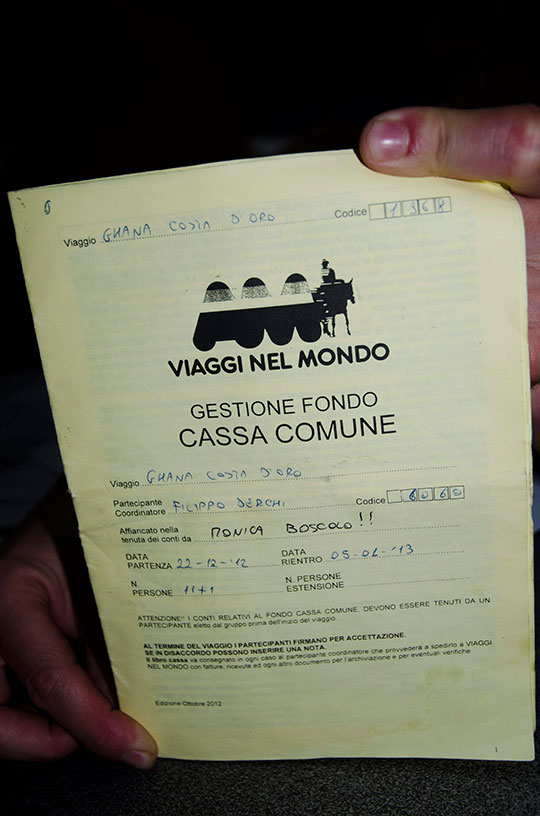 6
Viaggio GHANA COSTA D'ORO Codice 1368
VIAGGI NEL MONDO
GESTIONE FONDO
CASSA COMUNE
Viaggio GHANA COSTA D'ORO
Partecipante
Coordinatore FILIPPO DERCHI Codice 6060
Affiancato nella
tenuta dei conti da MONICA BOSCOLO!!
DATA
PARTENZA 22-12-'12 DATA
RIENTRO 05-01-'13
N.
PERSONE 11+1 N. PERSONE
ESTENSIONE
ATTENZIONE!! I CONTI RELATIVI AL FONDO CASSA COMUNE. DEVONO ESSERE TENUTI DA UN
PARTECIPANTE eletto dal gruppo prima dell'inizio del viaggio.
AL TERMINE DEL VIAGGIO I PARTECIPANTI FIRMANO PER ACCETTAZIONE.
SE IN DISACCORDO POSSONO INSERIRE UNA NOTA.
Il libro cassa va consegnato in ogni caso al partecipante coordinatore che provvederà a spedirlo a VIAGGI
NEL MONDO con fatture, ricevute ed ogni altro documento per l'archiviazione e per eventuali verifiche
Edizione Ottobre 2012
1